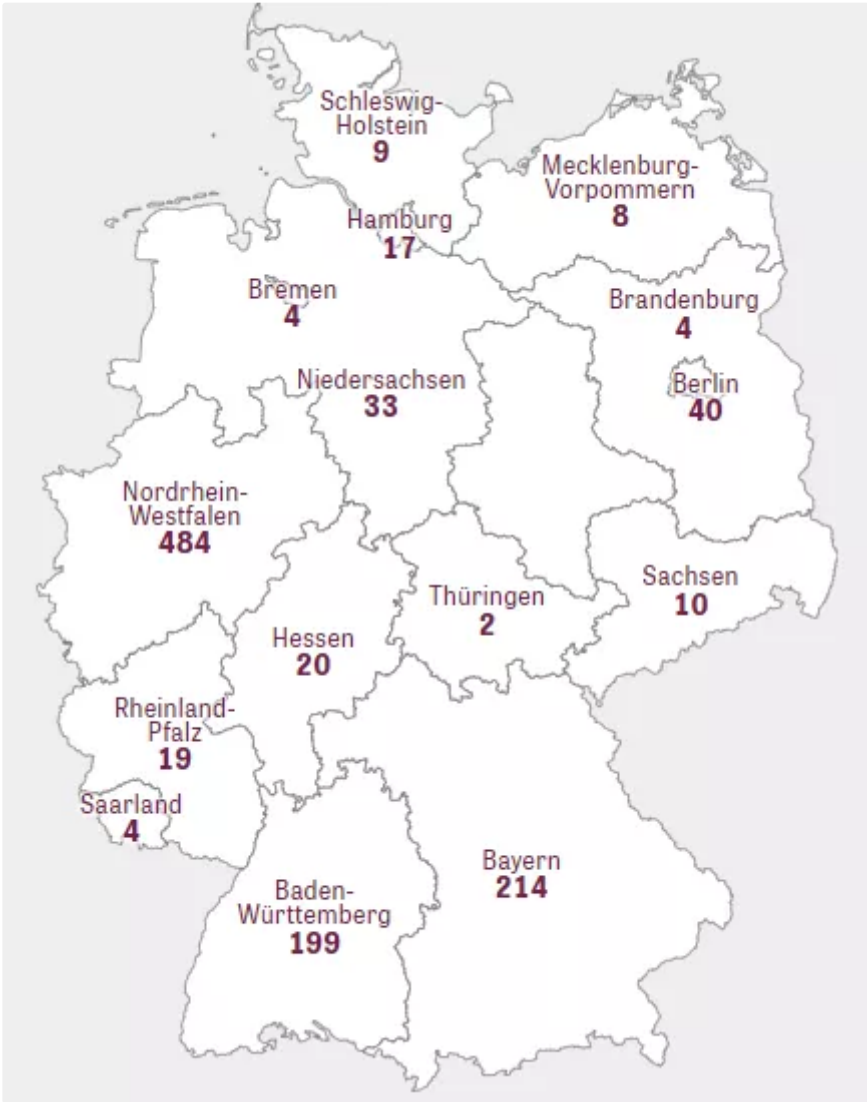 Schleswig-
Holstein
9
Mecklenburg-
Vorpommern
8
Hamburg
17
Bremen
4
Brandenburg
4
Niedersachsen
33
Berlin
40
Nordrhein-
Westfalen
484
Sachsen
10
Thüringen
2
Hessen
20
Rheinland-
Pfalz
19
Saarland
4
Bayern
214
Baden-
Württemberg
199